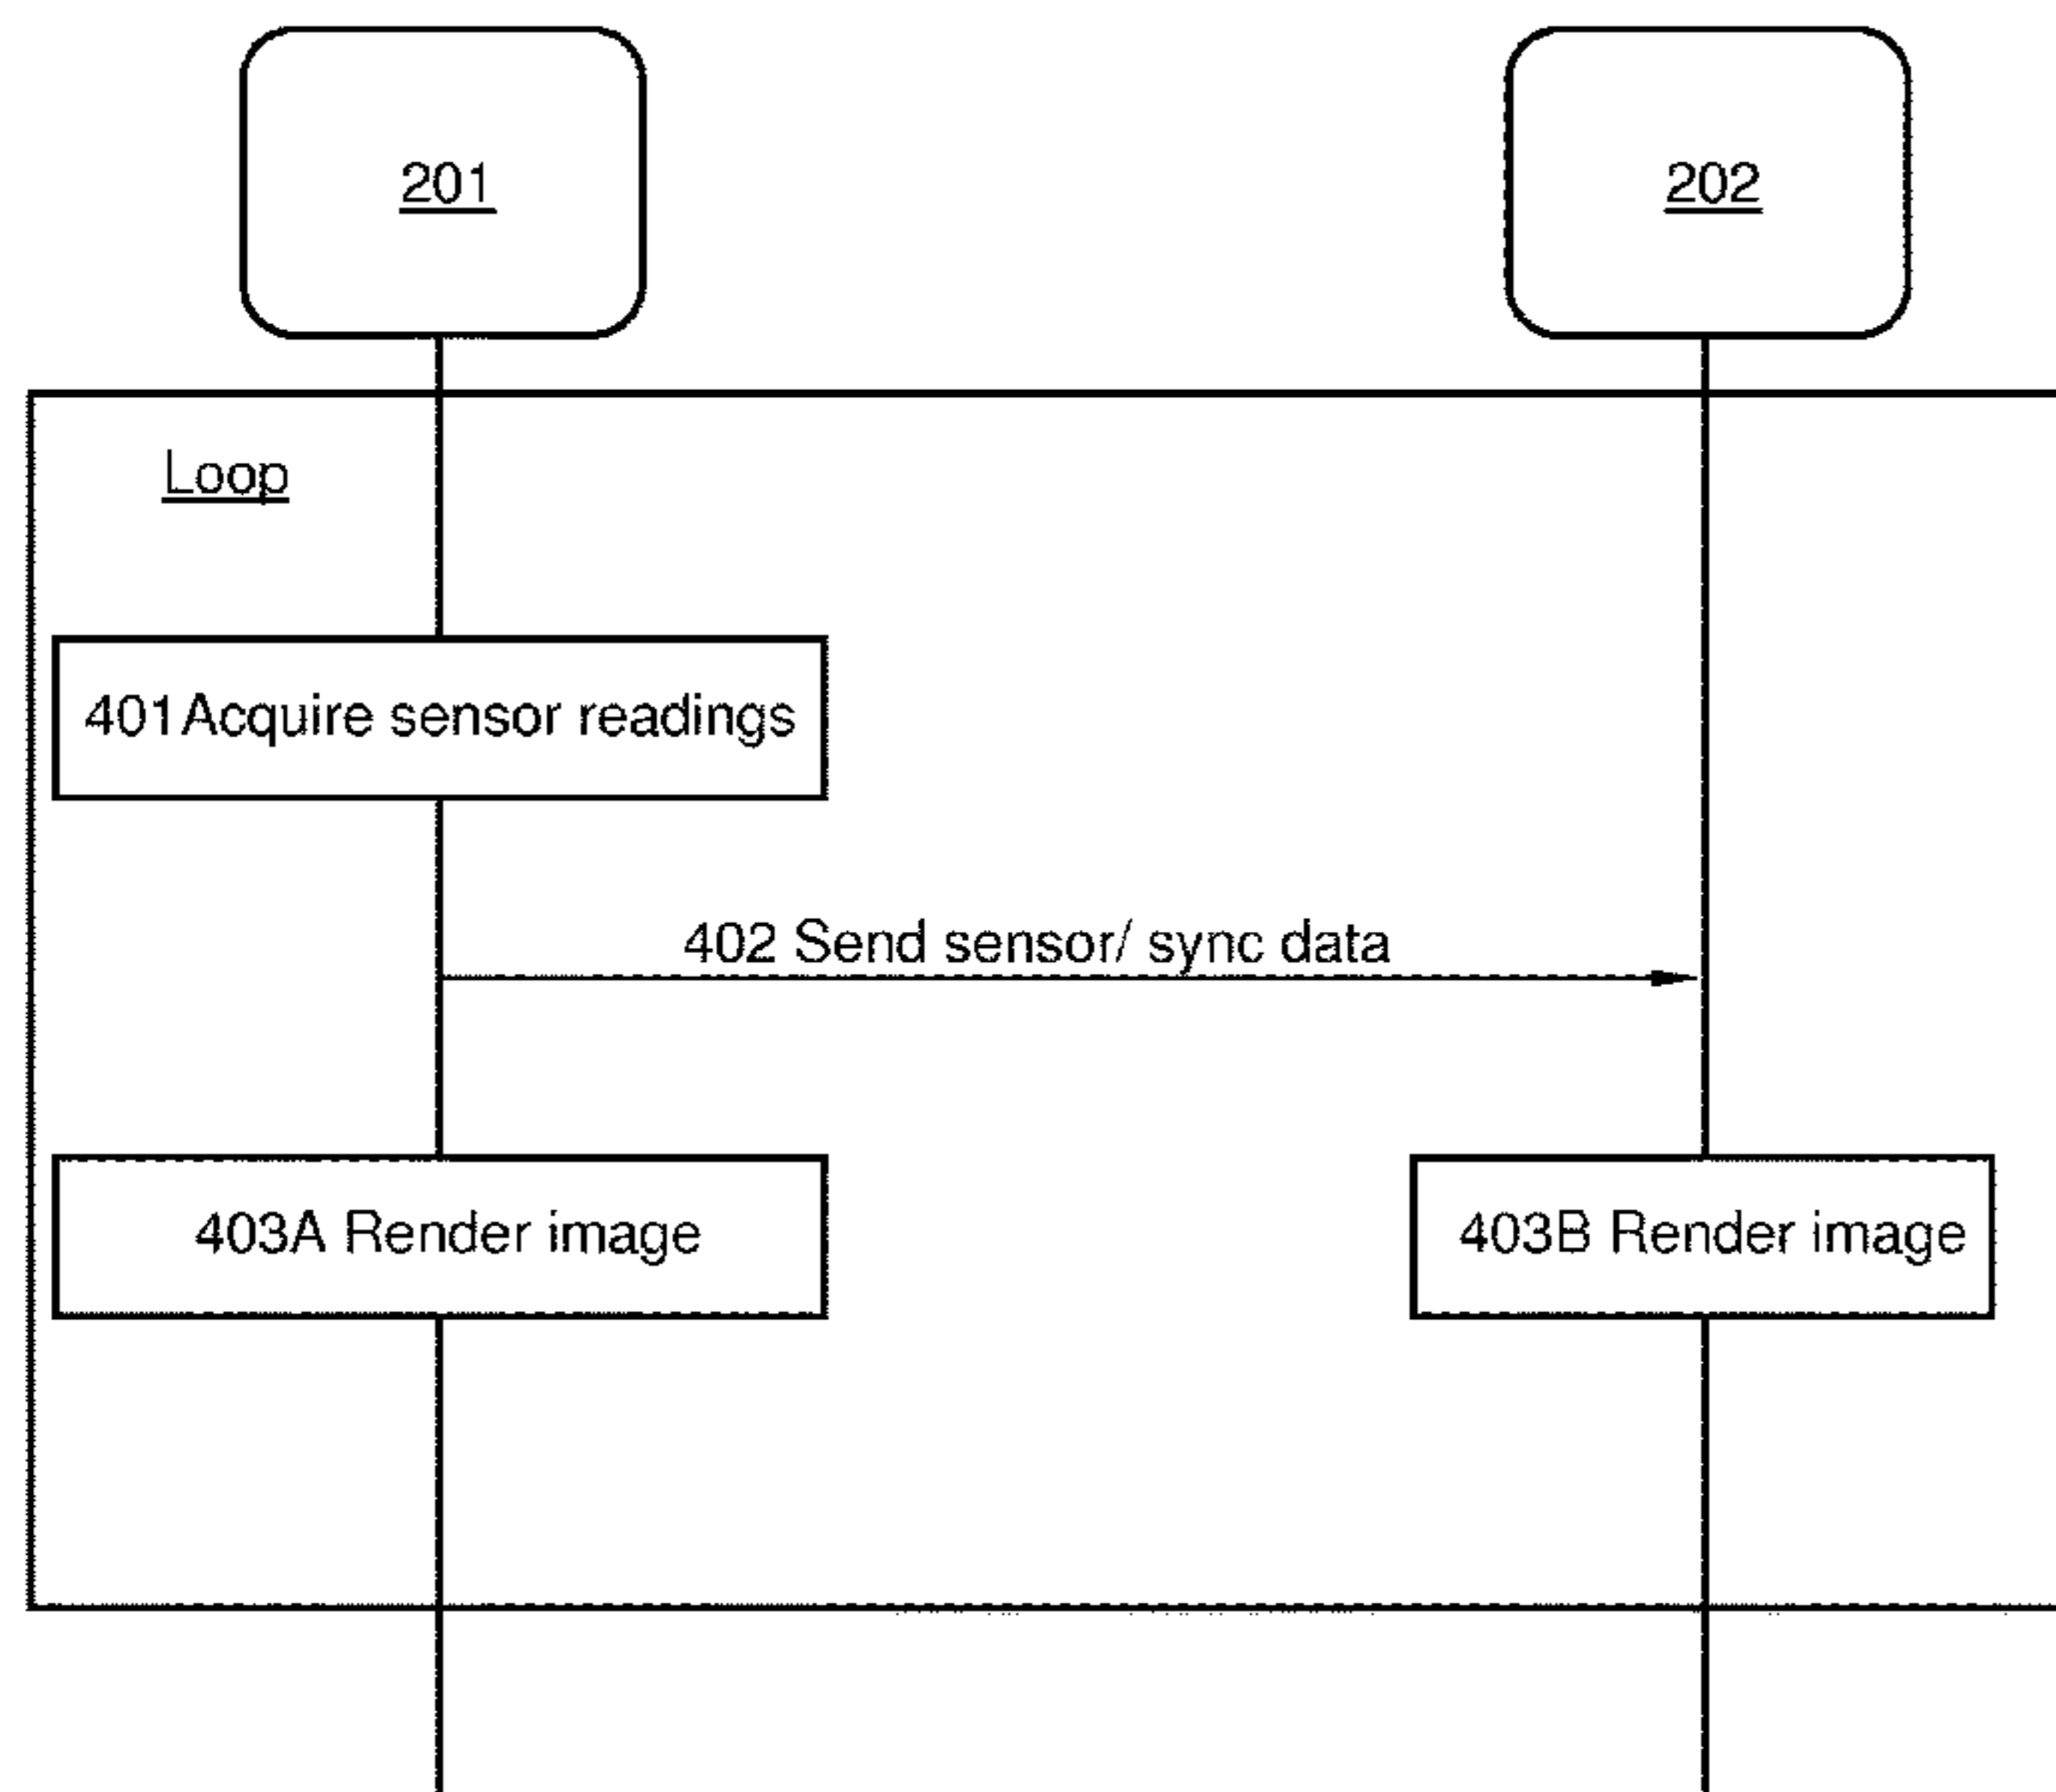 201
202
Loop
401Acquire sensor readings
402 Send sensor/ sync data
403A Render image
403B Render image